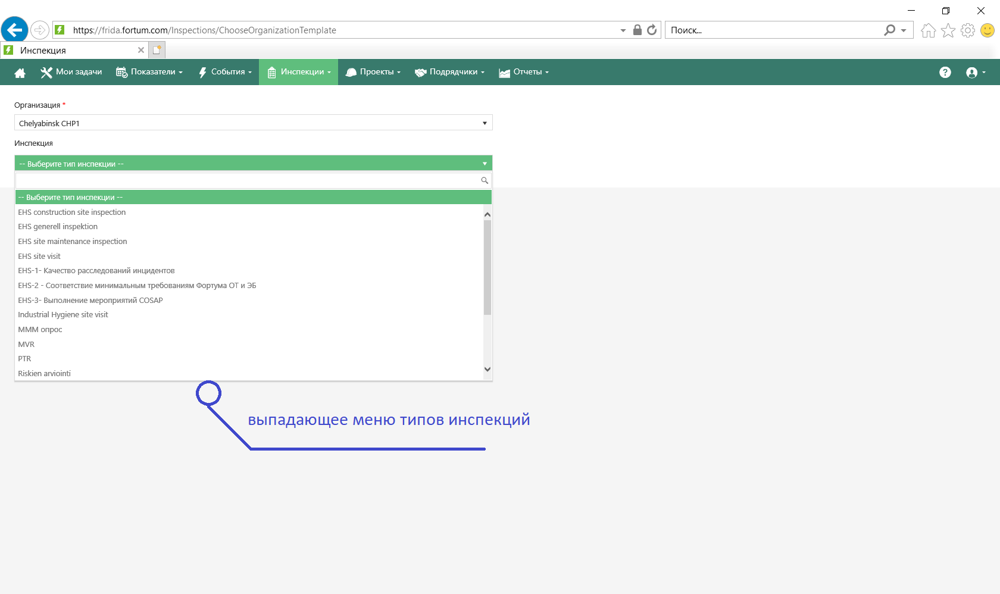 https://frida.fortum.com/Inspections/ChooseOrganizationTemplate
Поиск...
Инспекция
Мои задачи
Показатели
События
Инспекции
Проекты
Подрядчики
Отчеты
?
Организация *
Chelyabinsk CHP1
Инспекция
-- Выберите тип инспекции --
-- Выберите тип инспекции --
EHS construction site inspection
EHS generell inspektion
EHS site maintenance inspection
EHS site visit
EHS-1- Качество расследований инцидентов
EHS-2 - Соответствие минимальным требованиям Фортума ОТ и ЭБ
EHS-3- Выполнение мероприятий COSAP
Industrial Hygiene site visit
MMM опрос
MVR
PTR
Riskien arviointi
выпадающее меню типов инспекций